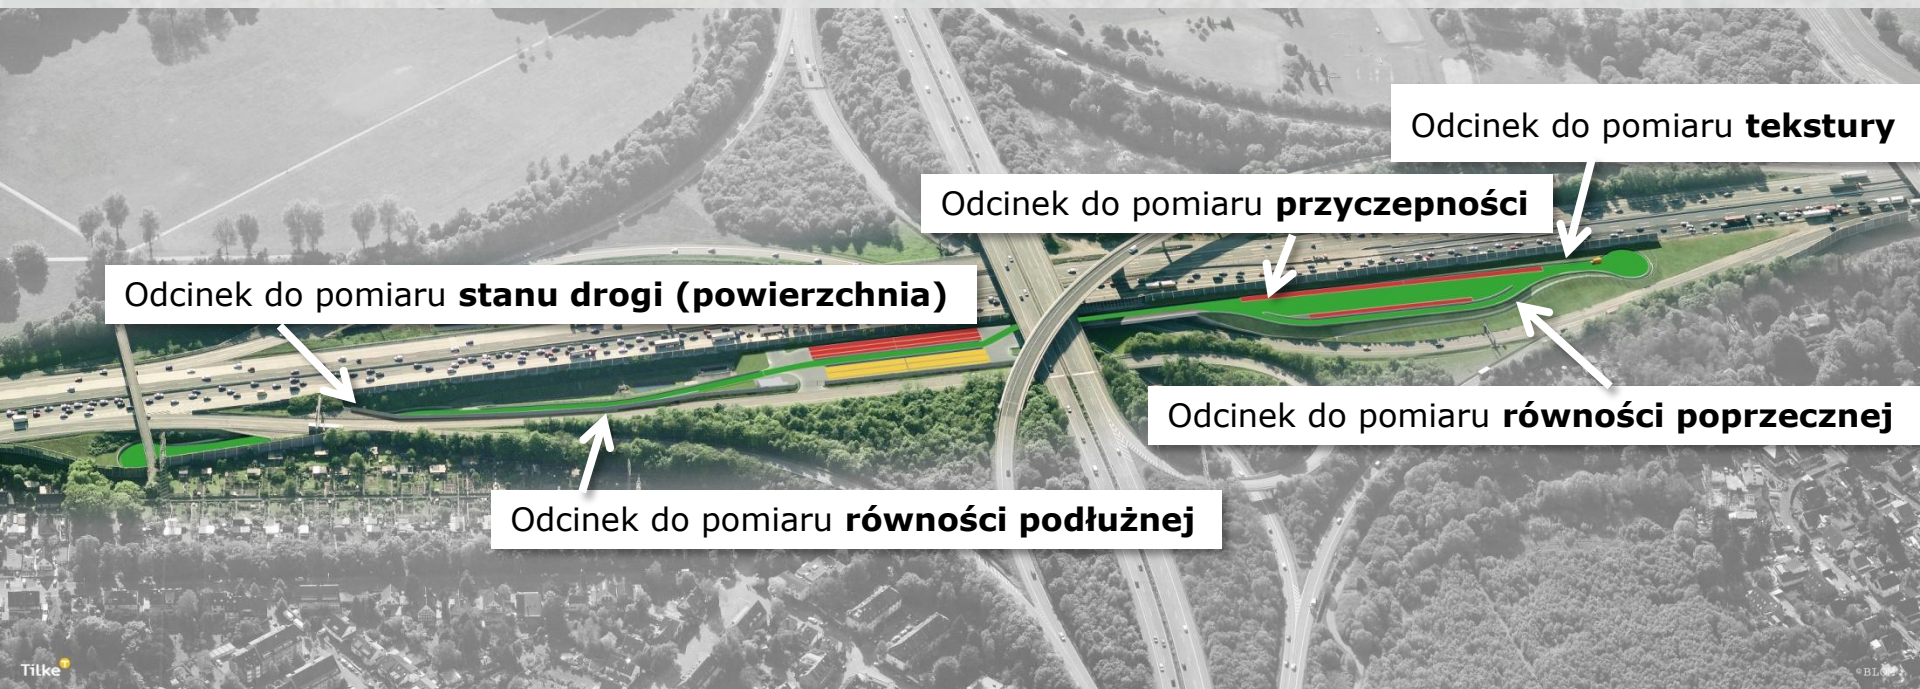 Odcinek do pomiaru tekstury
Odcinek do pomiaru przyczepności
Odcinek do pomiaru stanu drogi (powierzchnia)
Odcinek do pomiaru równości poprzecznej
Odcinek do pomiaru równości podłużnej
Tilke T